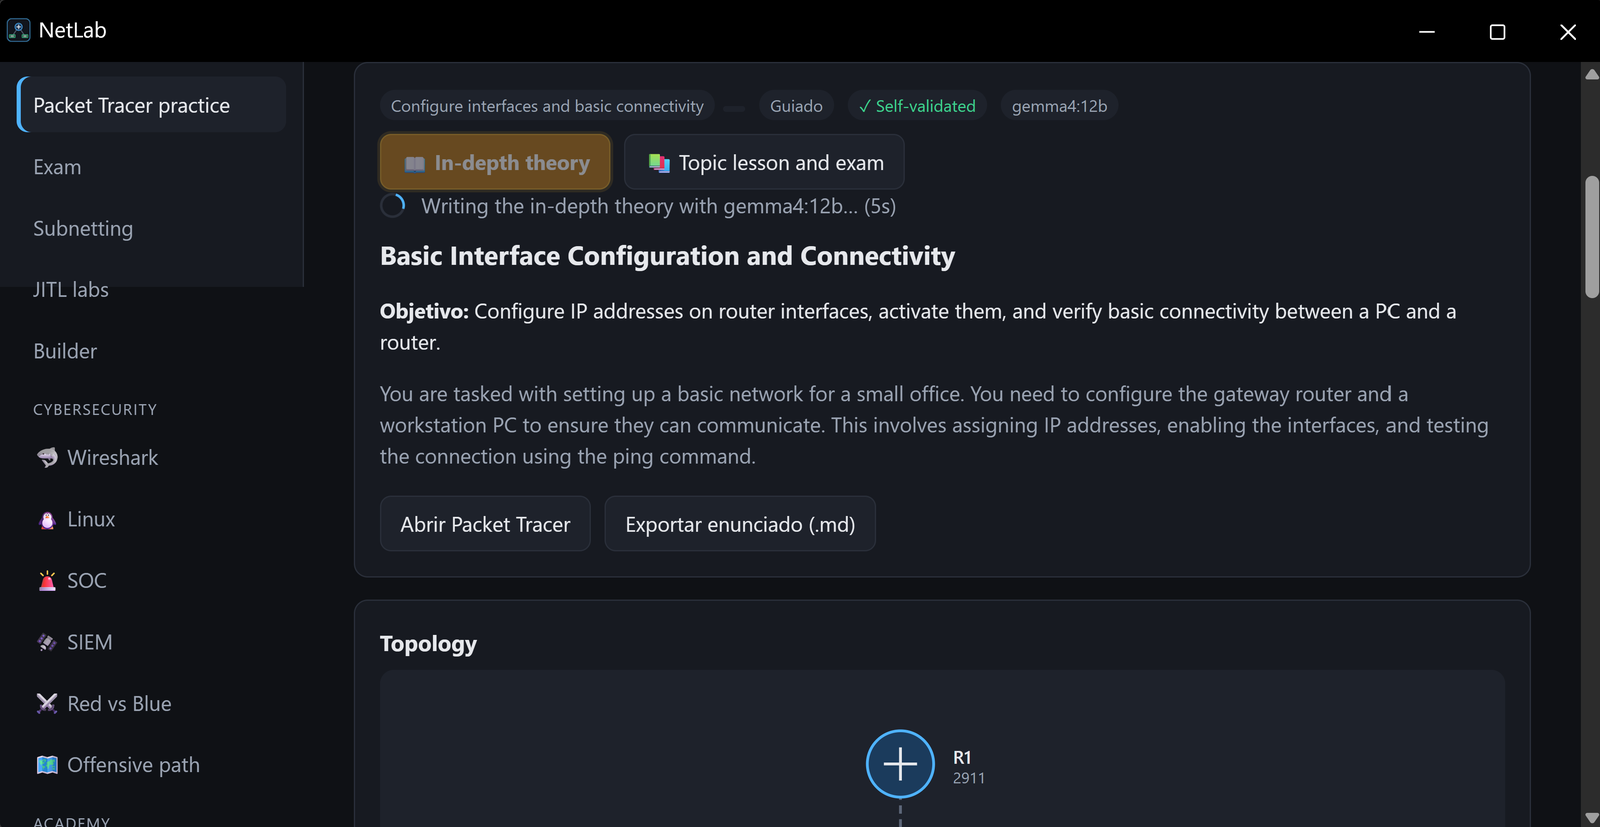 NetLab
Packet Tracer practice
Exam
Subnetting
JITL labs
Builder
CYBERSECURITY
Wireshark
Linux
SOC
SIEM
Red vs Blue
Offensive path
ACADEMY
Configure interfaces and basic connectivity
Guiado
✓ Self-validated
gemma4:12b
In-depth theory
Topic lesson and exam
Writing the in-depth theory with gemma4:12b... (5s)
Basic Interface Configuration and Connectivity
Objetivo: Configure IP addresses on router interfaces, activate them, and verify basic connectivity between a PC and a
router.
You are tasked with setting up a basic network for a small office. You need to configure the gateway router and a
workstation PC to ensure they can communicate. This involves assigning IP addresses, enabling the interfaces, and testing
the connection using the ping command.
Abrir Packet Tracer
Exportar enunciado (.md)
Topology
R1
2911